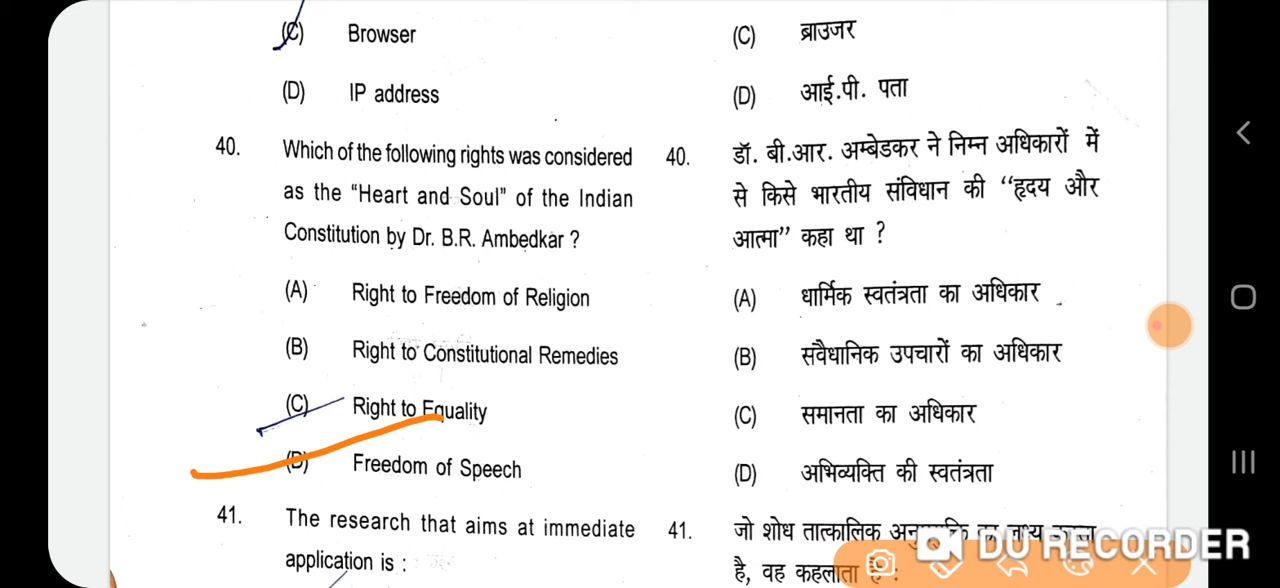 (C) Browser
(D) IP address
40. Which of the following rights was considered
as the “Heart and Soul” of the Indian
Constitution by Dr. B.R. Ambedkar ?
(A) Right to Freedom of Religion
(B) Right to Constitutional Remedies
(C) Right to Equality
(D) Freedom of Speech
41. The research that aims at immediate
application is :
(C) ब्राउजर
(D) आई.पी. पता
40. डॉ. बी.आर. अम्बेडकर ने निम्न अधिकारों में
से किसे भारतीय संविधान की ‘‘हृदय और
आत्मा’’ कहा था ?
(A) धार्मिक स्वतंत्रता का अधिकार
(B) सवैधानिक उपचारों का अधिकार
(C) समानता का अधिकार
(D) अभिव्यक्ति की स्वतंत्रता
41. जो शोध तात्कालिक
है, वह कहलाता है :
DU RECORDER